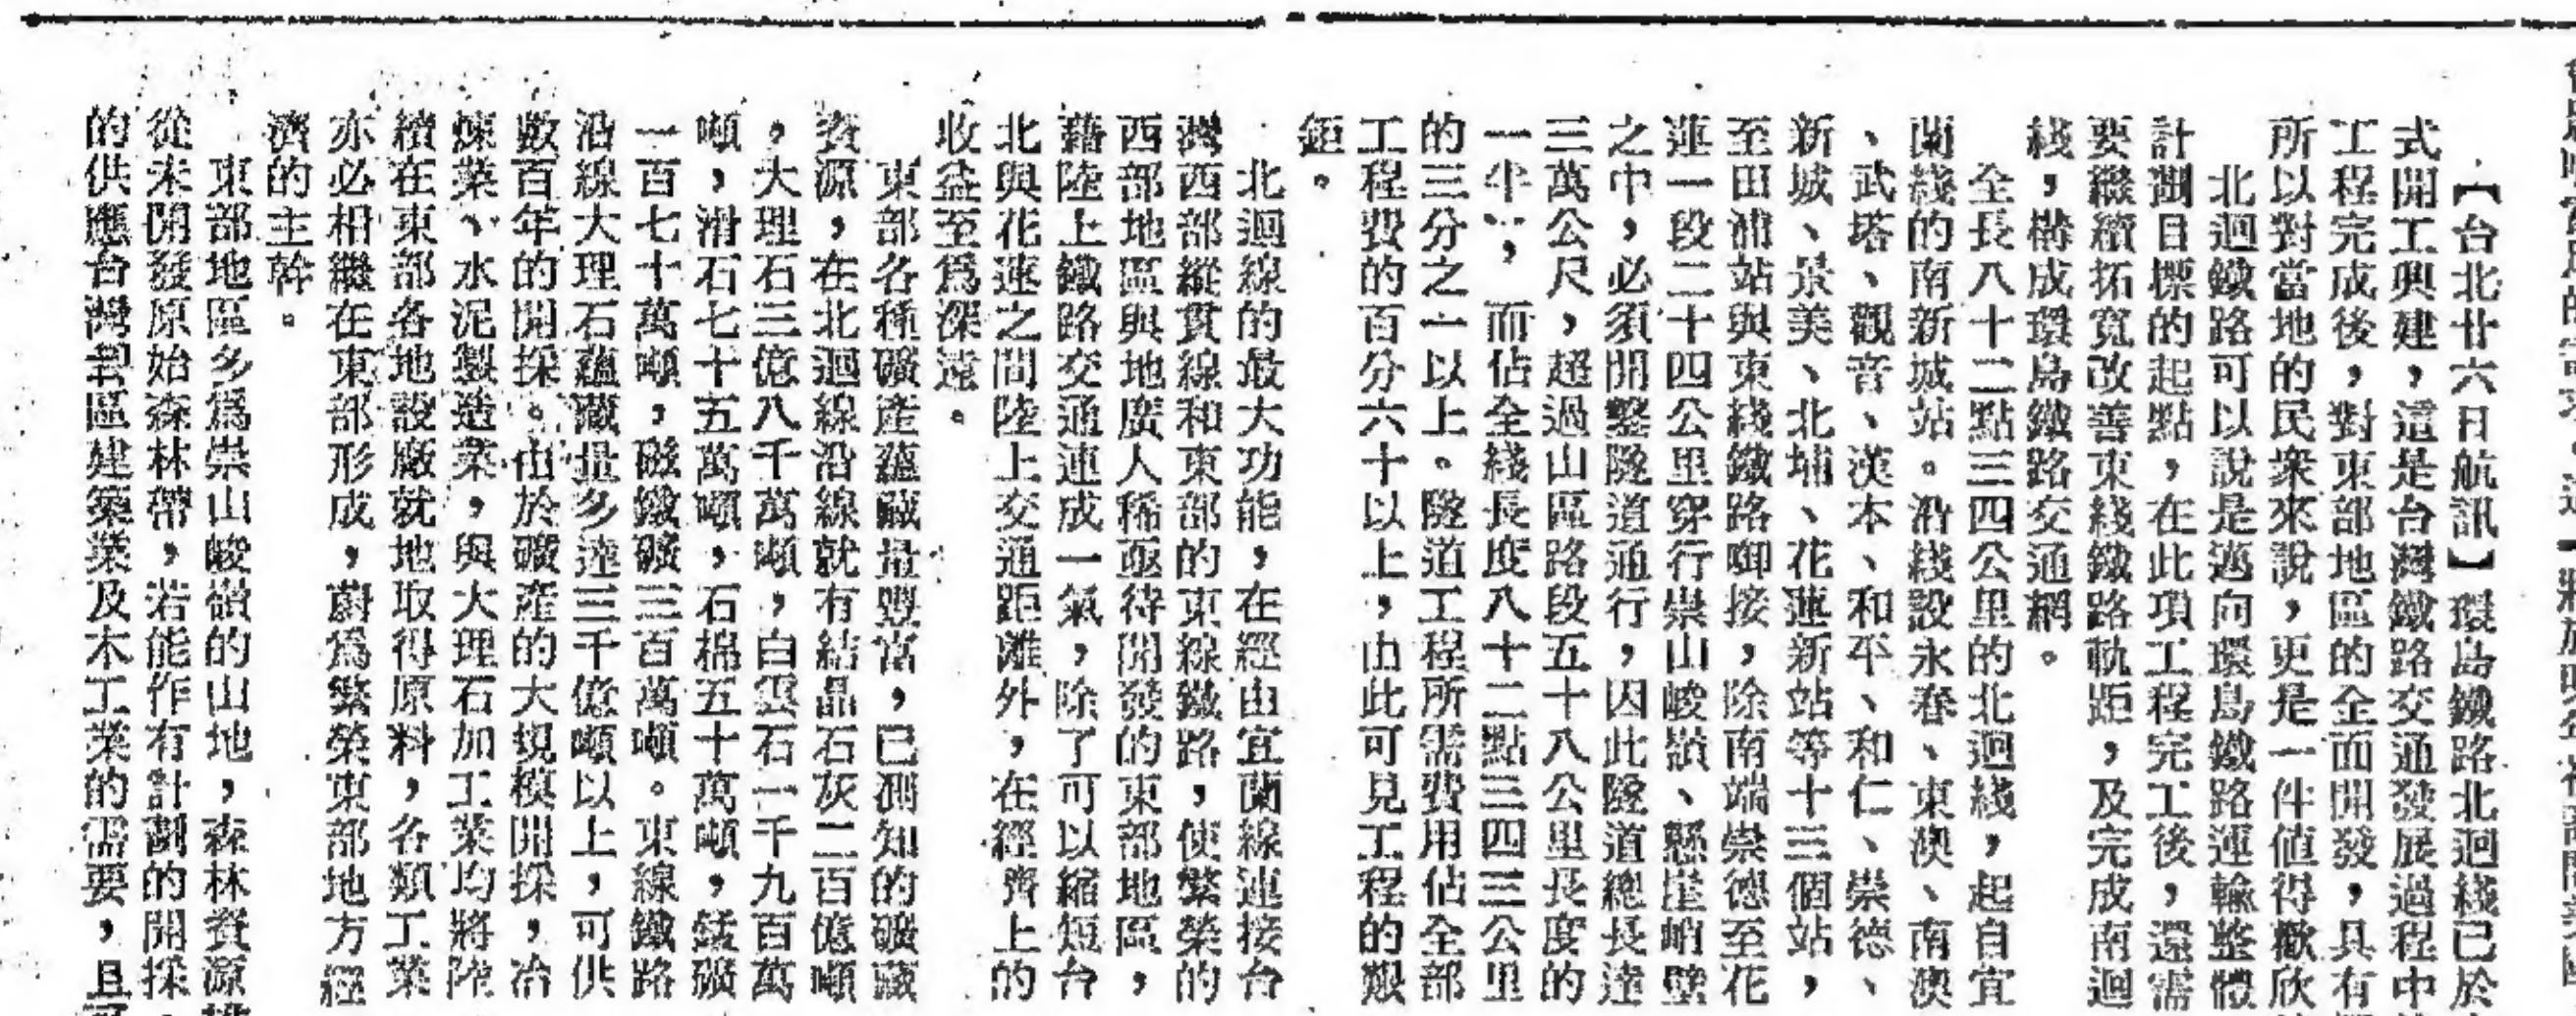 【台北廿六日航訊】環島鐵路北迴綫已於
式開工興建，這是台灣鐵路交通發展過程中
工程完成後，對東部地區的全面開發，具有
所以對當地的民衆來說，更是一件值得歡欣
北迴鐵路可以說是邁向環島鐵路運輸整體
計劃目標的起點，在此項工程完工後，還需
要繼續拓寬改善東綫鐵路軌距，及完成南迴
綫，構成環島鐵路交通網。
全長八十二點三四公里的北迴綫，起自宜
蘭綫的南新城站。沿綫設永春、東澳、南澳
、武塔、觀音、漢本、和平、和仁、崇德、
新城、景美、北埔、花蓮新站等十三個站，
至田浦站與東綫鐵路啣接，除南端崇德至花
蓮一段二十四公里穿行崇山峻嶺、懸崖峭壁
之中，必須開鑿隧道通行，因此隧道總長達
三萬公尺，超過山區路段五十八公里長度的
一半，而佔全綫長度八十二點三四三公里
的三分之一以上。隧道工程所需費用佔全部
工程費的百分六十以上，由此可見工程的艱
鉅。
北迴線的最大功能，在經由宜蘭線連接台
灣西部縱貫線和東部的東線鐵路，使繁榮的
西部地區與地廣人稀亟待開發的東部地區，
藉陸上鐵路交通連成一氣，除了可以縮短台
北與花蓮之間陸上交通距離外，在經濟上的
收益至爲深遠。
東部各種礦產蘊藏量豐富，已測知的礦藏
資源，在北迴線沿線就有結晶石灰二百億噸
，大理石三億八千萬噸，白雲石一千九百萬
噸，滑石七十五萬噸，石棉五十萬噸，錳礦
一百七十萬噸，磁鐵礦三百萬噸。東線鐵路
沿線大理石蘊藏量多達三千億噸以上，可供
數百年的開採。由於礦產的大規模開採，冶
煉業、水泥製造業，與大理石加工業均將陸
續在東部各地設廠就地取得原料，各類工業
亦必相繼在東部形成，蔚爲繁榮東部地方經
濟的主幹。
東部地區多爲崇山峻嶺的山地，森林資源
從未開發原始森林帶，若能作有計劃的開採
的供應台灣區建築業及木工業的需要，且